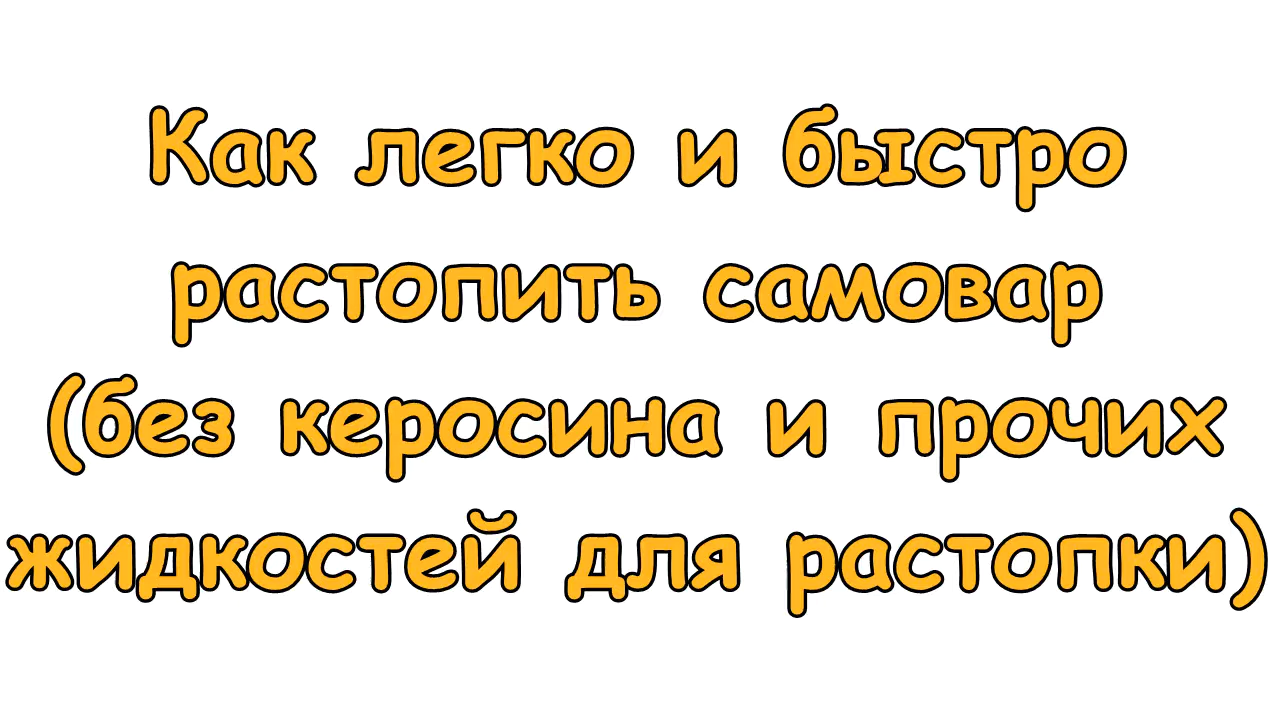 Как легко и быстро
растопить самовар
(без керосина и прочих
жидкостей для растопки)